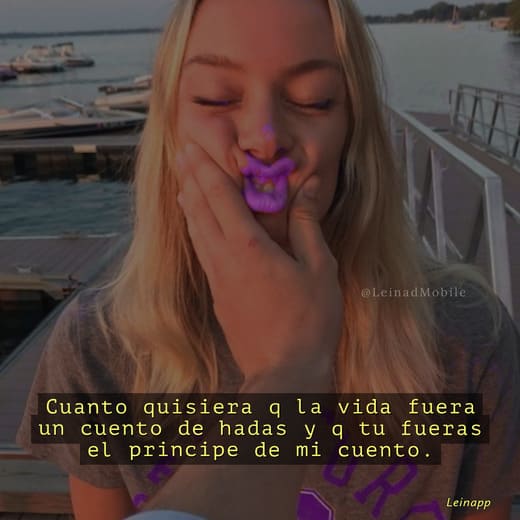 @LeinadMobile
Cuanto quisiera q la vida fuera
un cuento de hadas y q tu fueras
el principe de mi cuento.
Leinapp